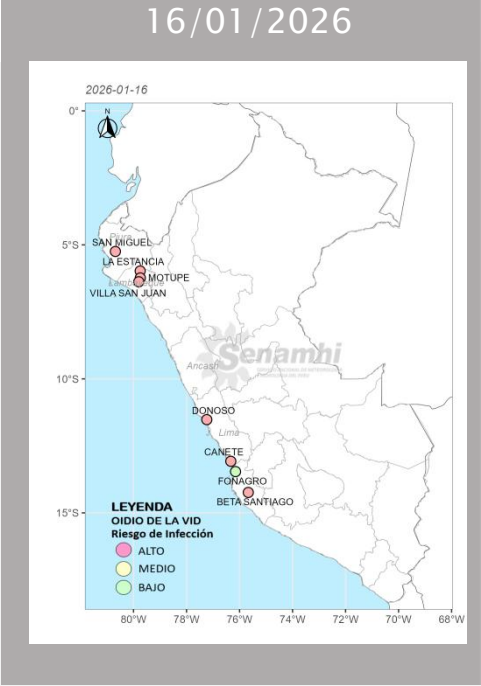 16/01/2026
2026-01-16
N
0°
5°S
10°S
15°S
Piura
SAN MIGUEL
LA ESTANCIA
MOTUPE
VILLA SAN JUAN
Senamhi
Ancash
DONOSO
Lima
CANETE
FONAGRO
BETA SANTIAGO
LEYENDA
OIDIO DE LA VID
Riesgo de Infección
ALTO
MEDIO
BAJO
80°W 78°W 76°W 74°W 72°W 70°W 68°W